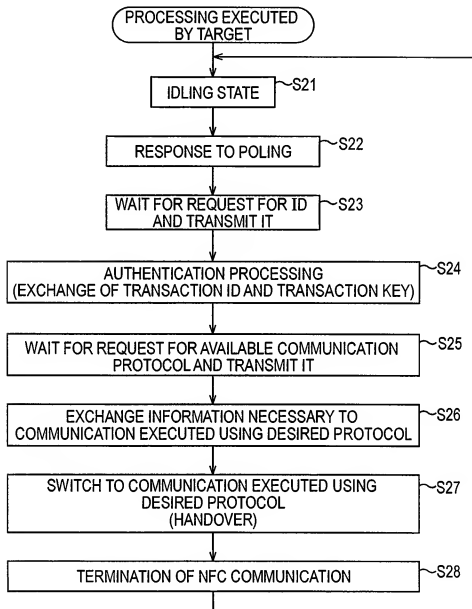 PROCESSING EXECUTED
BY TARGET
IDLING STATE
S21
RESPONSE TO POLING
S22
WAIT FOR REQUEST FOR ID
AND TRANSMIT IT
S23
AUTHENTICATION PROCESSING
(EXCHANGE OF TRANSACTION ID AND TRANSACTION KEY)
S24
WAIT FOR REQUEST FOR AVAILABLE COMMUNICATION
PROTOCOL AND TRANSMIT IT
S25
EXCHANGE INFORMATION NECESSARY TO
COMMUNICATION EXECUTED USING DESIRED PROTOCOL
S26
SWITCH TO COMMUNICATION EXECUTED USING
DESIRED PROTOCOL
(HANDOVER)
S27
TERMINATION OF NFC COMMUNICATION
S28